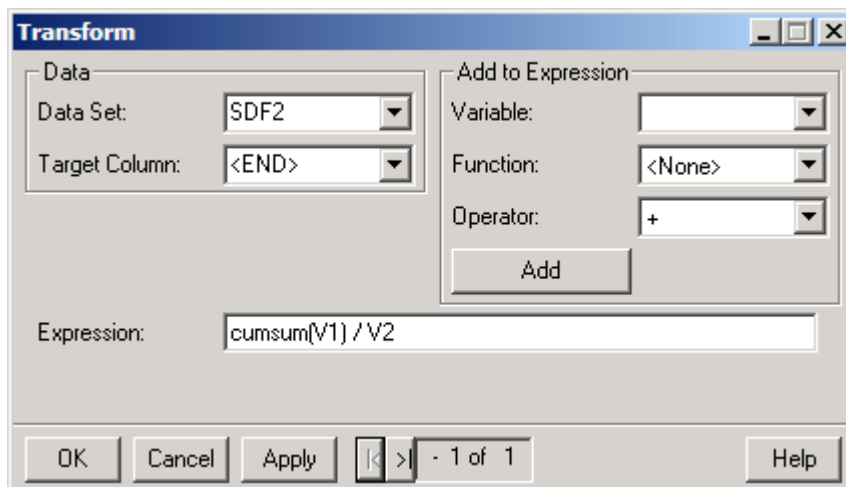 Transform
Data
Data Set: SDF2
Target Column: <END>
Add to Expression
Variable:
Function: <None>
Operator: +
Add
Expression: cumsum(V1) / V2
OK Cancel Apply |< >| - 1 of 1 Help